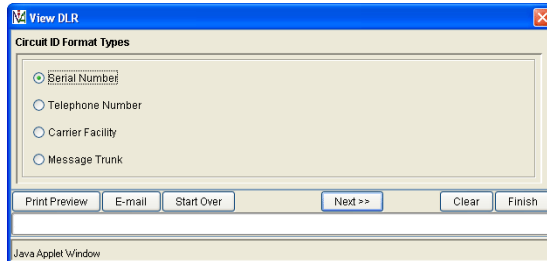 View DLR
Circuit ID Format Types
Serial Number
Telephone Number
Carrier Facility
Message Trunk
Print Preview E-mail Start Over Next >> Clear Finish
Java Applet Window